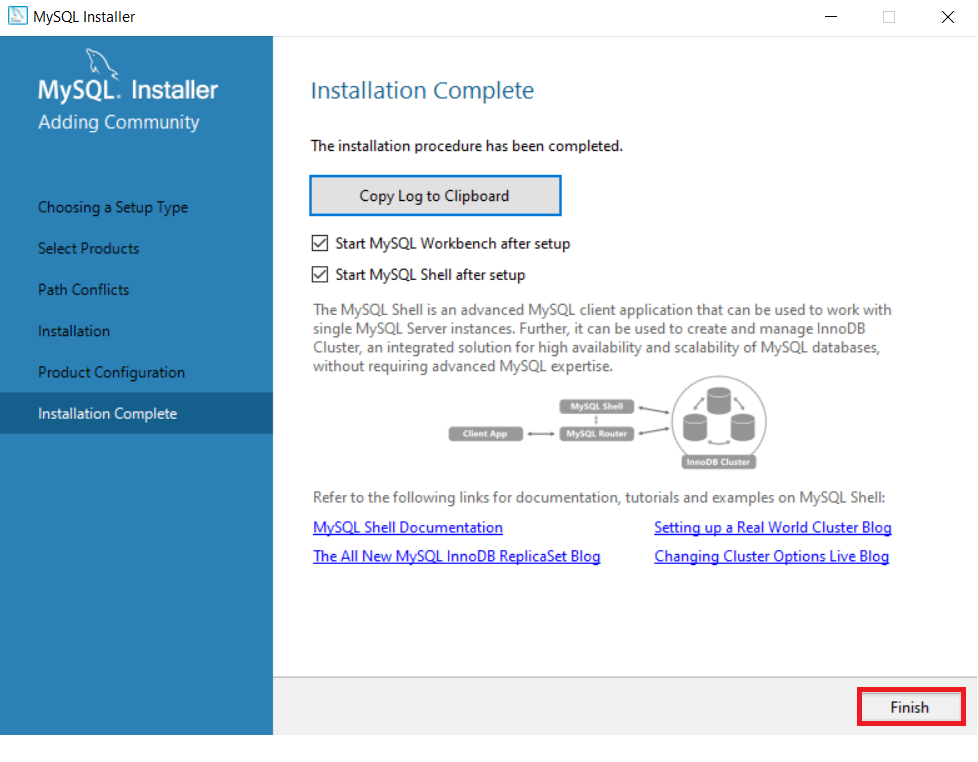 MySQL Installer
MySQL. Installer
Adding Community
Choosing a Setup Type
Select Products
Path Conflicts
Installation
Product Configuration
Installation Complete
Installation Complete
The installation procedure has been completed.
Copy Log to Clipboard
Start MySQL Workbench after setup
Start MySQL Shell after setup
The MySQL Shell is an advanced MySQL client application that can be used to work with
single MySQL Server instances. Further, it can be used to create and manage InnoDB
Cluster, an integrated solution for high availability and scalability of MySQL databases,
without requiring advanced MySQL expertise.
MySQL Shell
Client App
MySQL Router
InnoDB Cluster
Refer to the following links for documentation, tutorials and examples on MySQL Shell:
MySQL Shell Documentation
Setting up a Real World Cluster Blog
The All New MySQL InnoDB ReplicaSet Blog
Changing Cluster Options Live Blog
Finish